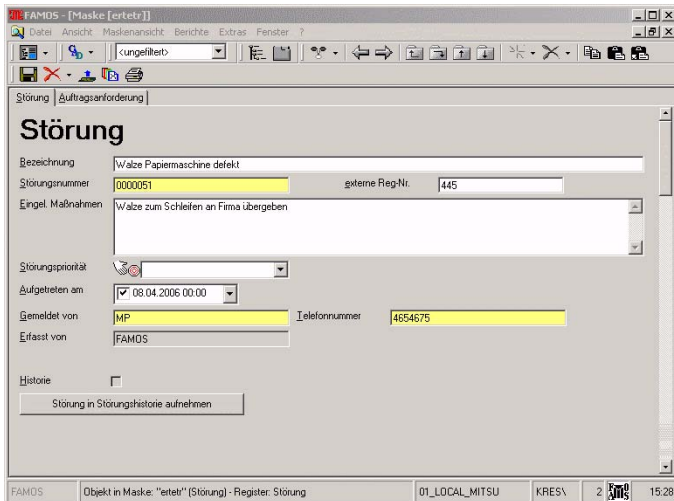 FAMOS - [Maske [ertetr]]
Datei Ansicht Maskenansicht Berichte Extras Fenster ?
<ungefiltert>
Störung Auftragsanforderung
Störung
Bezeichnung Walze Papiermaschine defekt
Störungsnummer 0000051 externe Reg-Nr. 445
Eingel. Maßnahmen Walze zum Schleifen an Firma übergeben
Störungspriorität
Aufgetreten am 08.04.2006 00:00
Gemeldet von MP Telefonnummer 4654675
Erfasst von FAMOS
Historie
Störung in Störungshistorie aufnehmen
FAMOS Objekt in Maske: "ertetr" (Störung) - Register: Störung 01_LOCAL_MITSU KRES\ 2 15:28